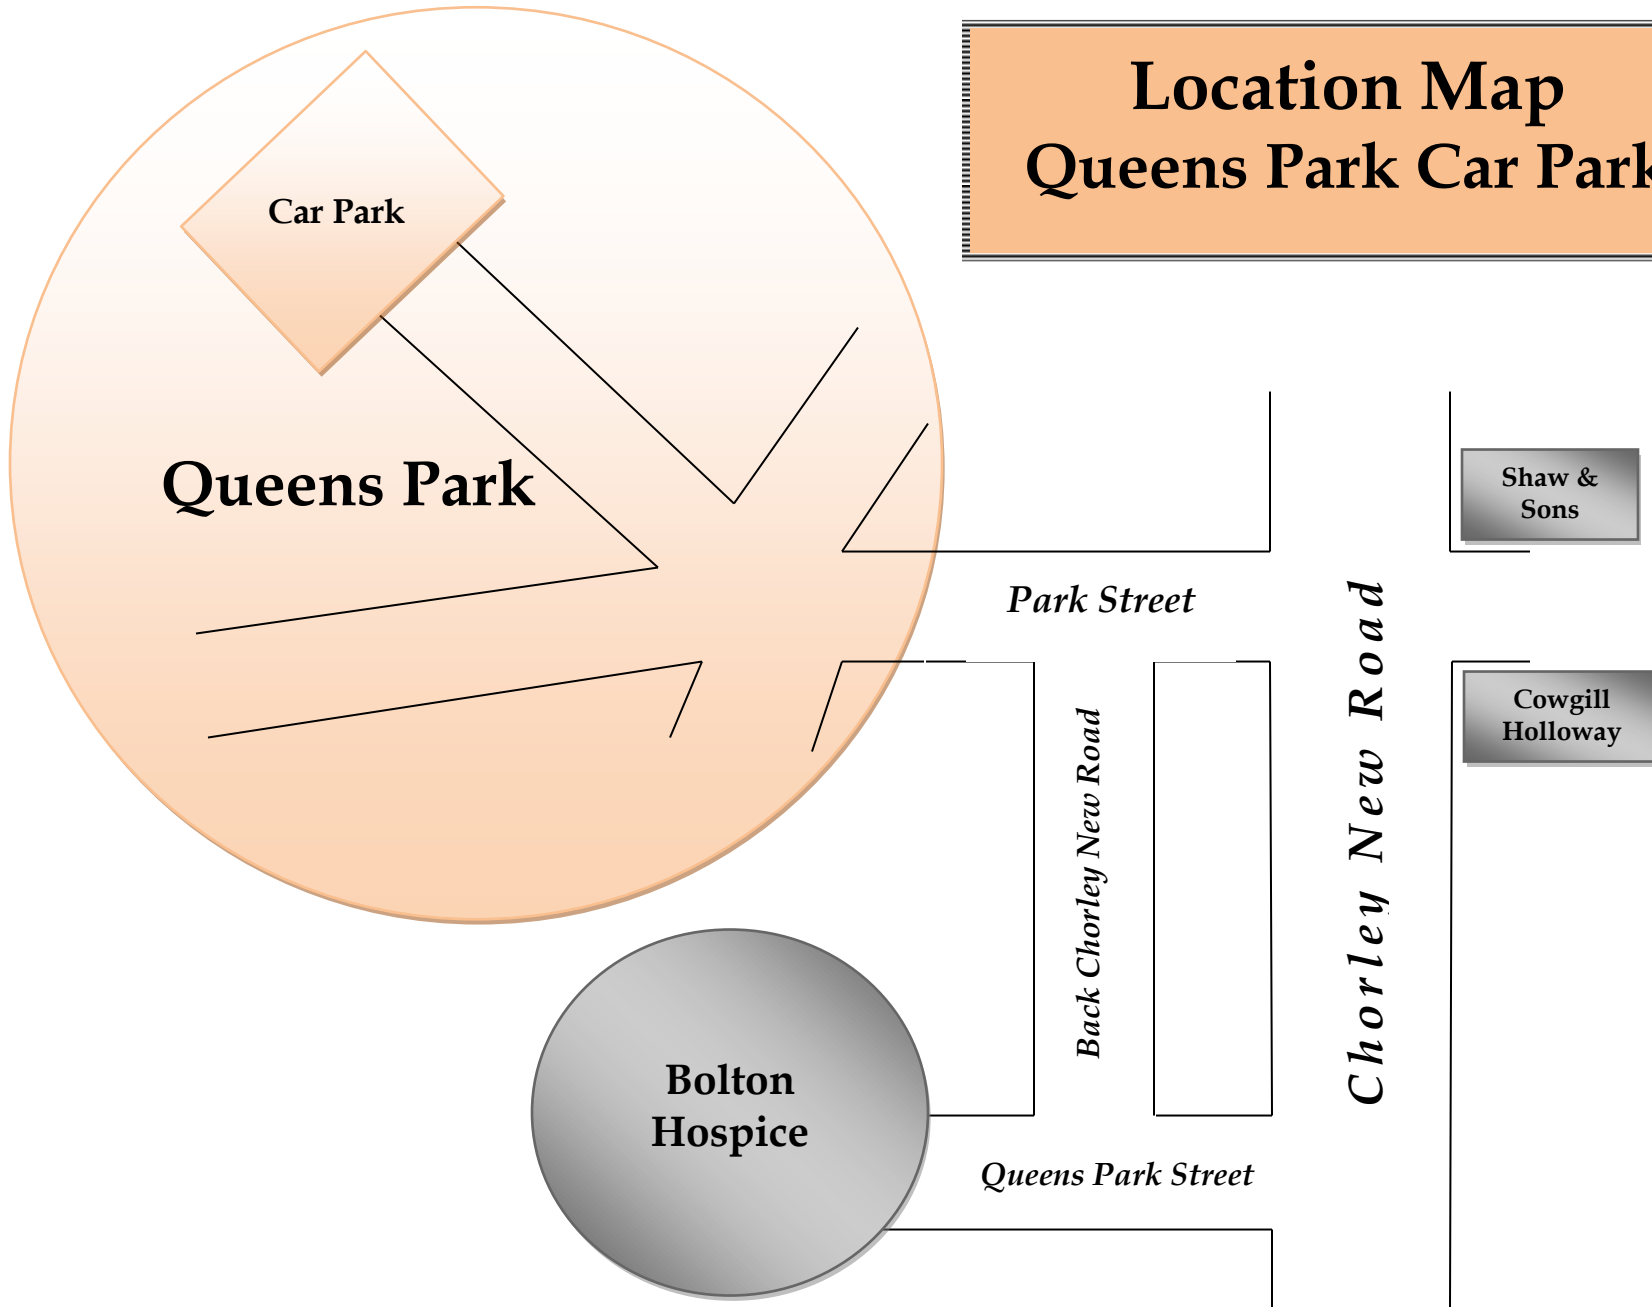 Location Map
Queens Park Car Park
Car Park
Queens Park
Shaw &
Sons
Park Street
Chorley New Road
Cowgill
Holloway
Back Chorley New Road
Bolton
Hospice
Queens Park Street